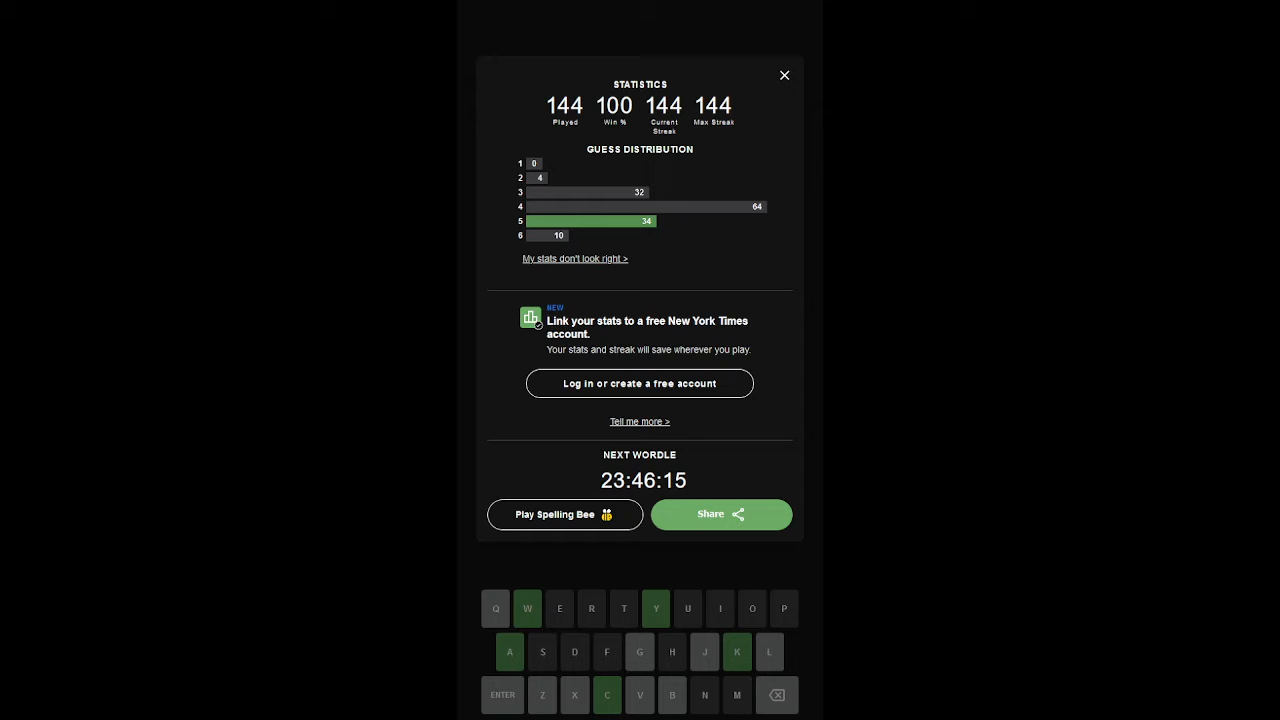 STATISTICS
144 100 144 144
Played Win % Current Streak Max Streak
GUESS DISTRIBUTION
1 0
2 4
3 32
4 64
5 34
6 10
My stats don't look right >
NEW
Link your stats to a free New York Times
account.
Your stats and streak will save wherever you play.
Log in or create a free account
Tell me more >
NEXT WORDLE
23:46:15
Play Spelling Bee Share
Q W E R T Y U I O P
A S D F G H J K L
ENTER Z X C V B N M